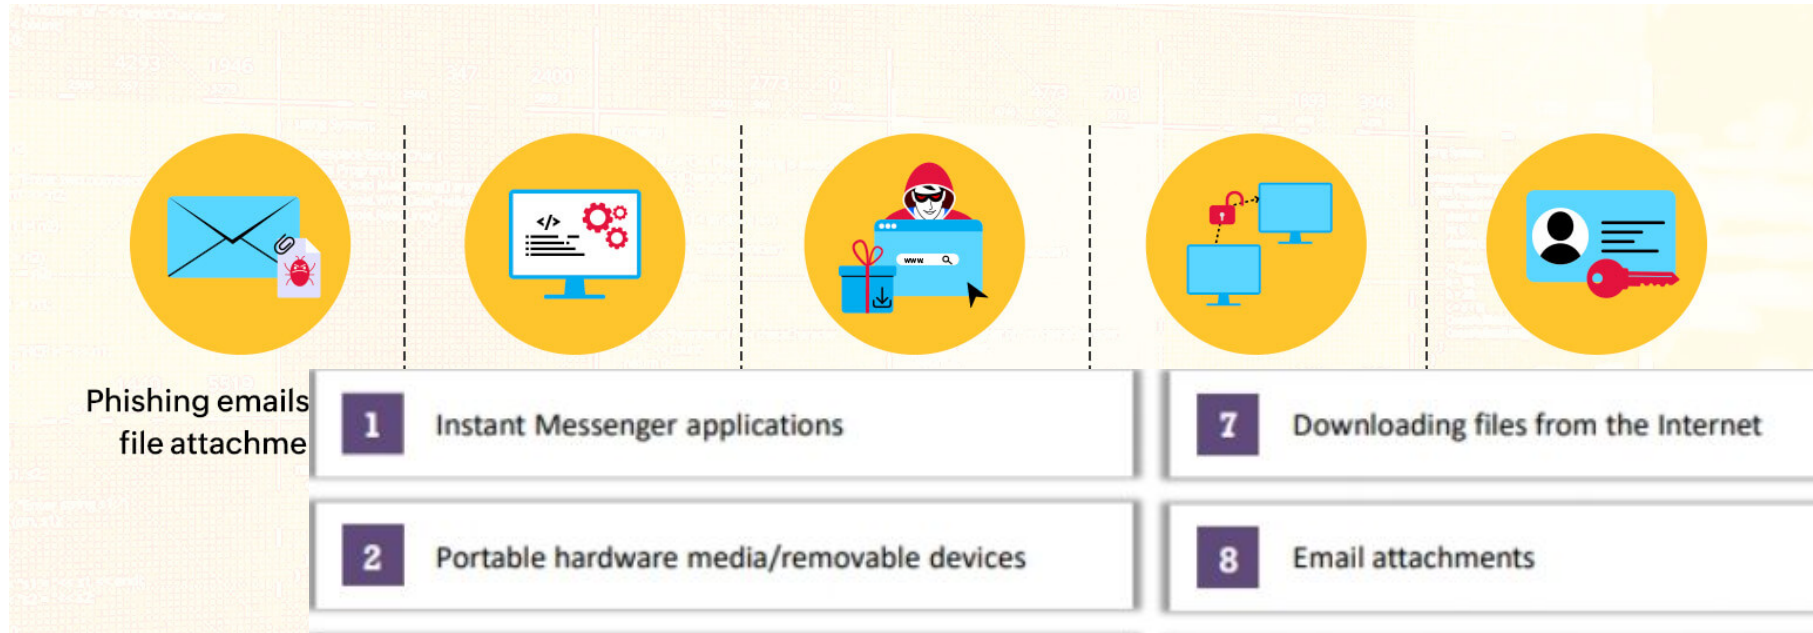 </>
www.
Phishing emails
file attachme
1 Instant Messenger applications
7 Downloading files from the Internet
2 Portable hardware media/removable devices
8 Email attachments